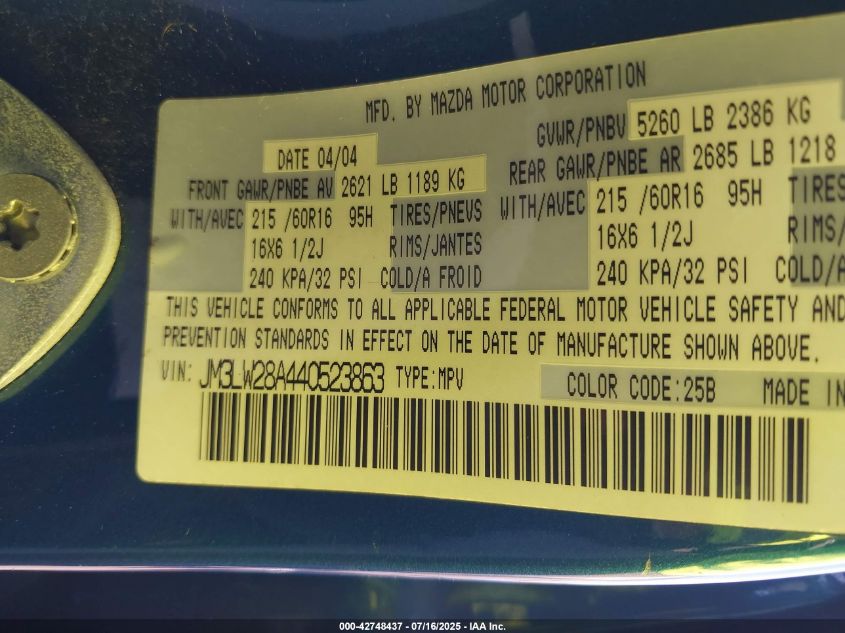 MFD. BY MAZDA MOTOR CORPORATION
DATE 04/04 GVWR/PNBV 5260 LB 2386 KG
FRONT GAWR/PNBE AV 2621 LB 1189 KG REAR GAWR/PNBE AR 2685 LB 1218
WITH/AVEC 215 /60R16 95H TIRES/PNEUS WITH/AVEC 215 /60R16 95H TIRES/
16X6 1/2J RIMS/JANTES 16X6 1/2J RIMS/
240 KPA/32 PSI COLD/A FROID 240 KPA/32 PSI COLD/A
THIS VEHICLE CONFORMS TO ALL APPLICABLE FEDERAL MOTOR VEHICLE SAFETY AND
PREVENTION STANDARDS IN EFFECT ON THE DATE OF MANUFACTURE SHOWN ABOVE.
VIN: JM3LW28A440523863 TYPE:MPV COLOR CODE:25B MADE IN
000-42748437 - 07/16/2025 - IAA Inc.